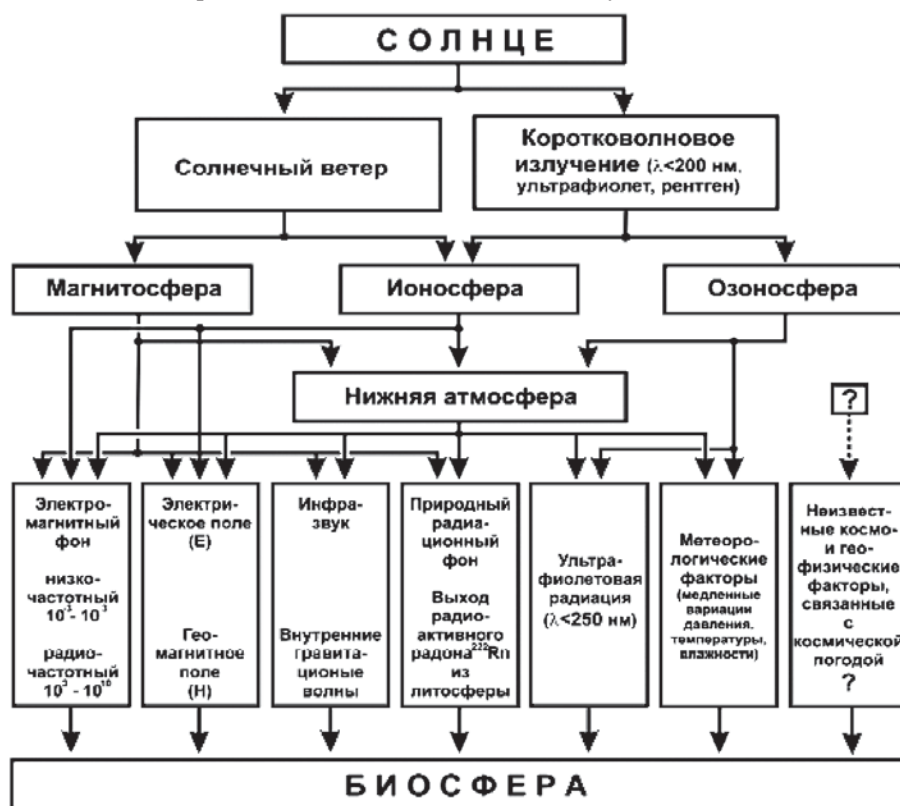 СОЛНЦЕ
Солнечный ветер
Коротковолновое
излучение (λ<200 нм,
ультрафиолет, рентген)
Магнитосфера
Ионосфера
Озоносфера
Нижняя атмосфера
?
Электро-
магнитный
фон
низко-
частотный
10⁻³ - 10³
радио-
частотный
10³ - 10¹⁰
Электри-
ческое поле
(E)
Гео-
магнитное
поле
(H)
Инфра-
звук
Внутренние
гравитa-
ционые
волны
Природный
радиа-
ционный
фон
Выход
радио-
активного
радона²²²Rn
из
литосферы
Ультра-
фиолетовая
радиация
(λ<250 нм)
Метеоро-
логические
факторы
(медленные
вариации
давления,
температуры,
влажности)
Неизвест-
ные космо-
и гео-
физические
факторы,
связанные
с
космической
погодой
?
БИОСФЕРА